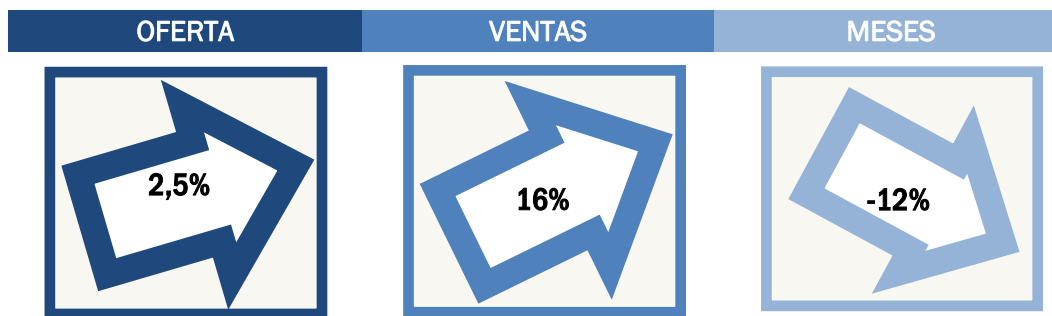 OFERTA
VENTAS
MESES
2,5%
16%
-12%